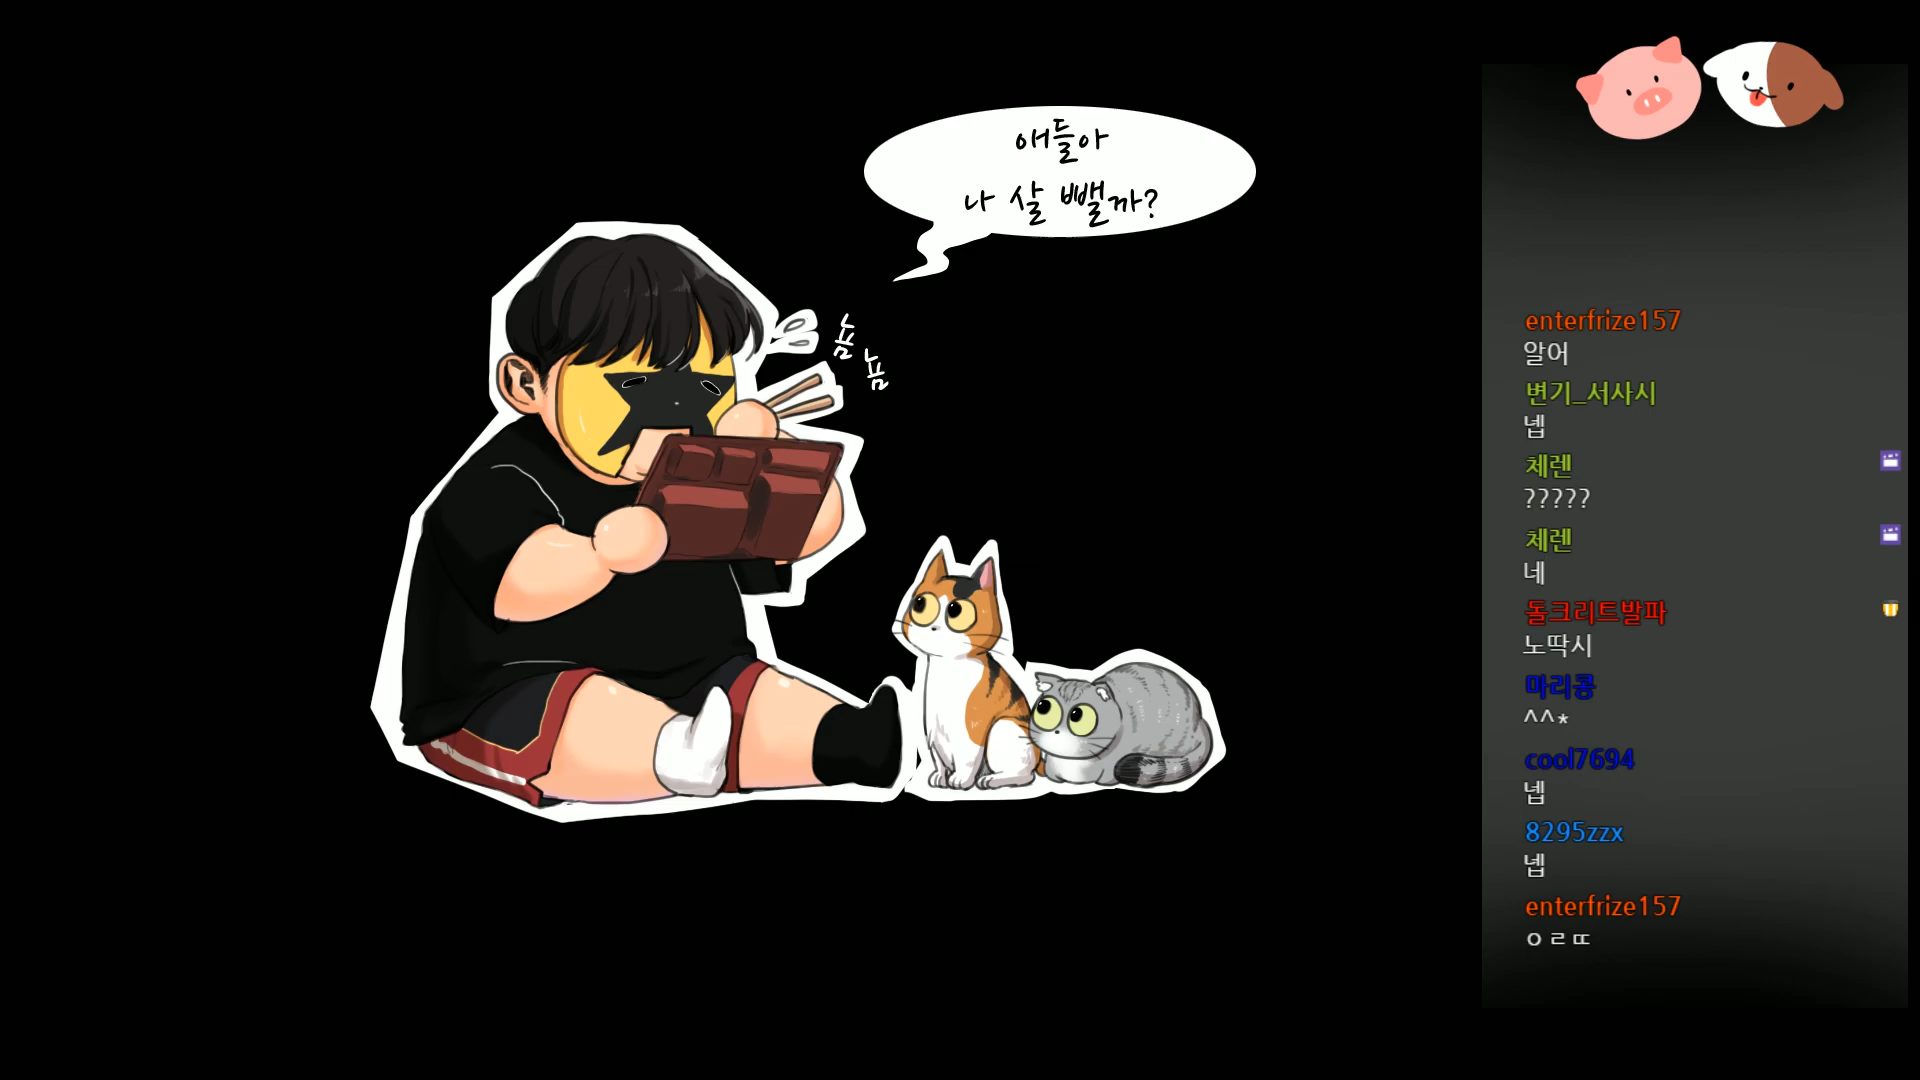 애들아
나 살 뺄까?
뇸
뇸
enterfrize157
알어
변기_서사시
넵
체렌
?????
체렌
네
돌크리트발파
노딱시
마리콩
^^*
cool7694
넵
8295zzx
넵
enterfrize157
ㅇㄹㄸ